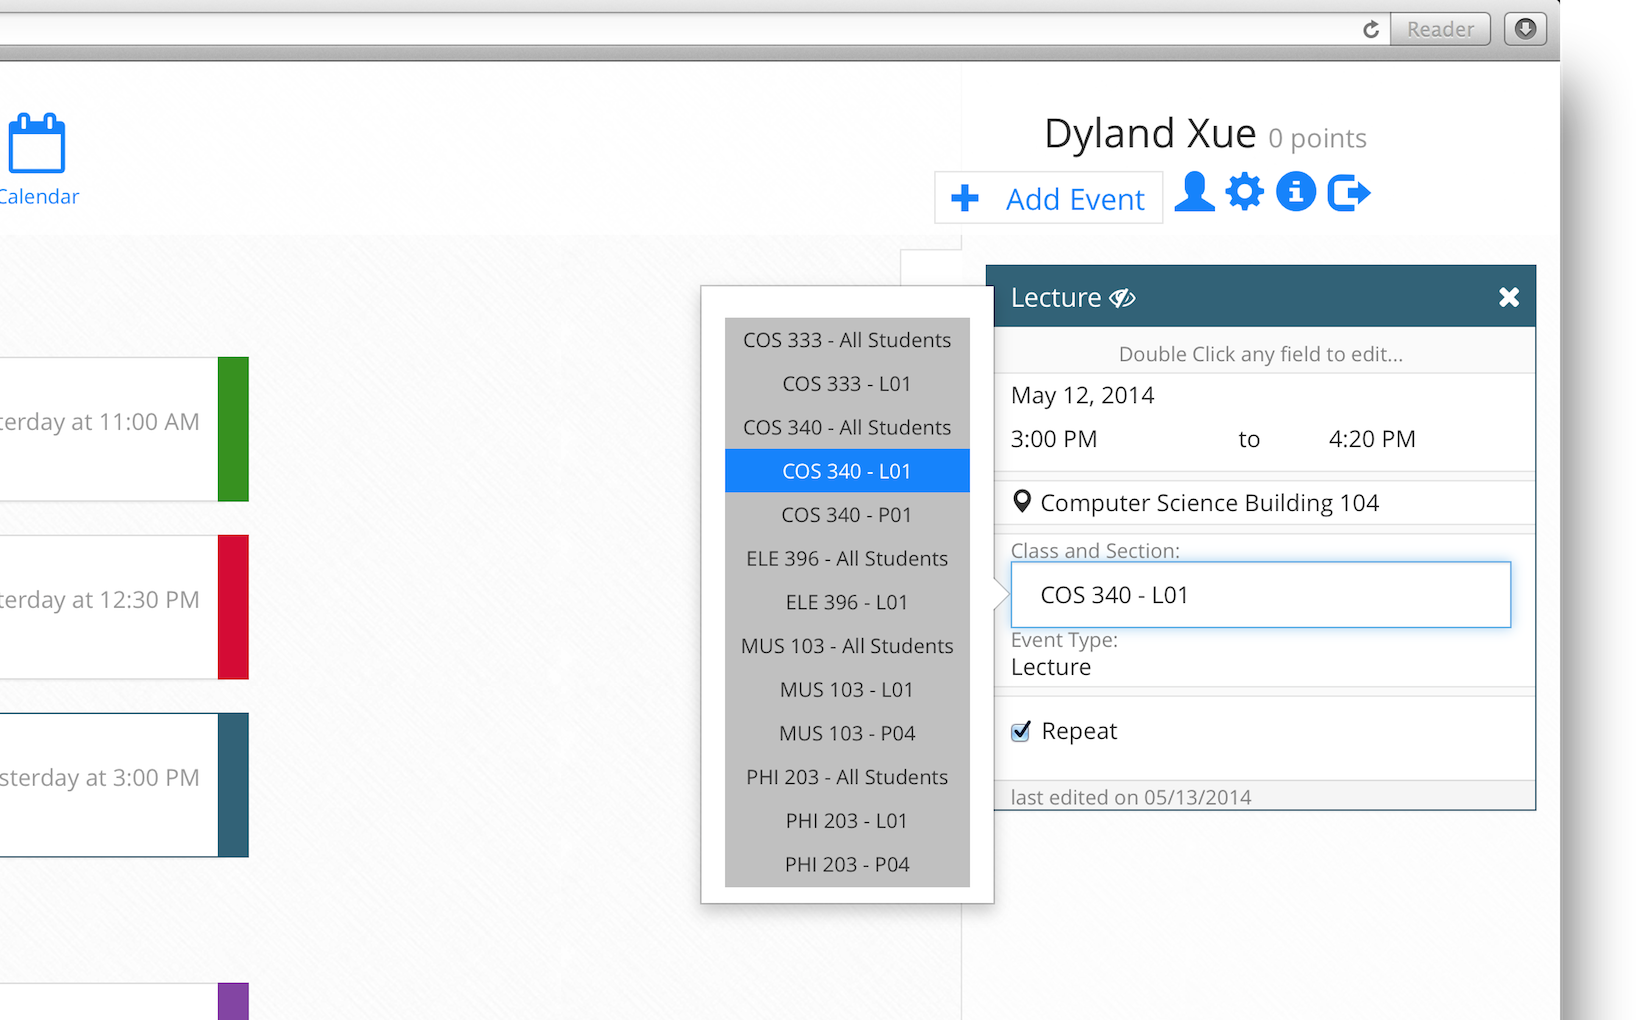 Reader
Calendar
Dyland Xue 0 points
Add Event
Lecture
Double Click any field to edit...
May 12, 2014
3:00 PM to 4:20 PM
Computer Science Building 104
Class and Section:
COS 340 - L01
Event Type:
Lecture
Repeat
last edited on 05/13/2014
COS 333 - All Students
COS 333 - L01
COS 340 - All Students
COS 340 - L01
COS 340 - P01
ELE 396 - All Students
ELE 396 - L01
MUS 103 - All Students
MUS 103 - L01
MUS 103 - P04
PHI 203 - All Students
PHI 203 - L01
PHI 203 - P04
terday at 11:00 AM
terday at 12:30 PM
sterday at 3:00 PM